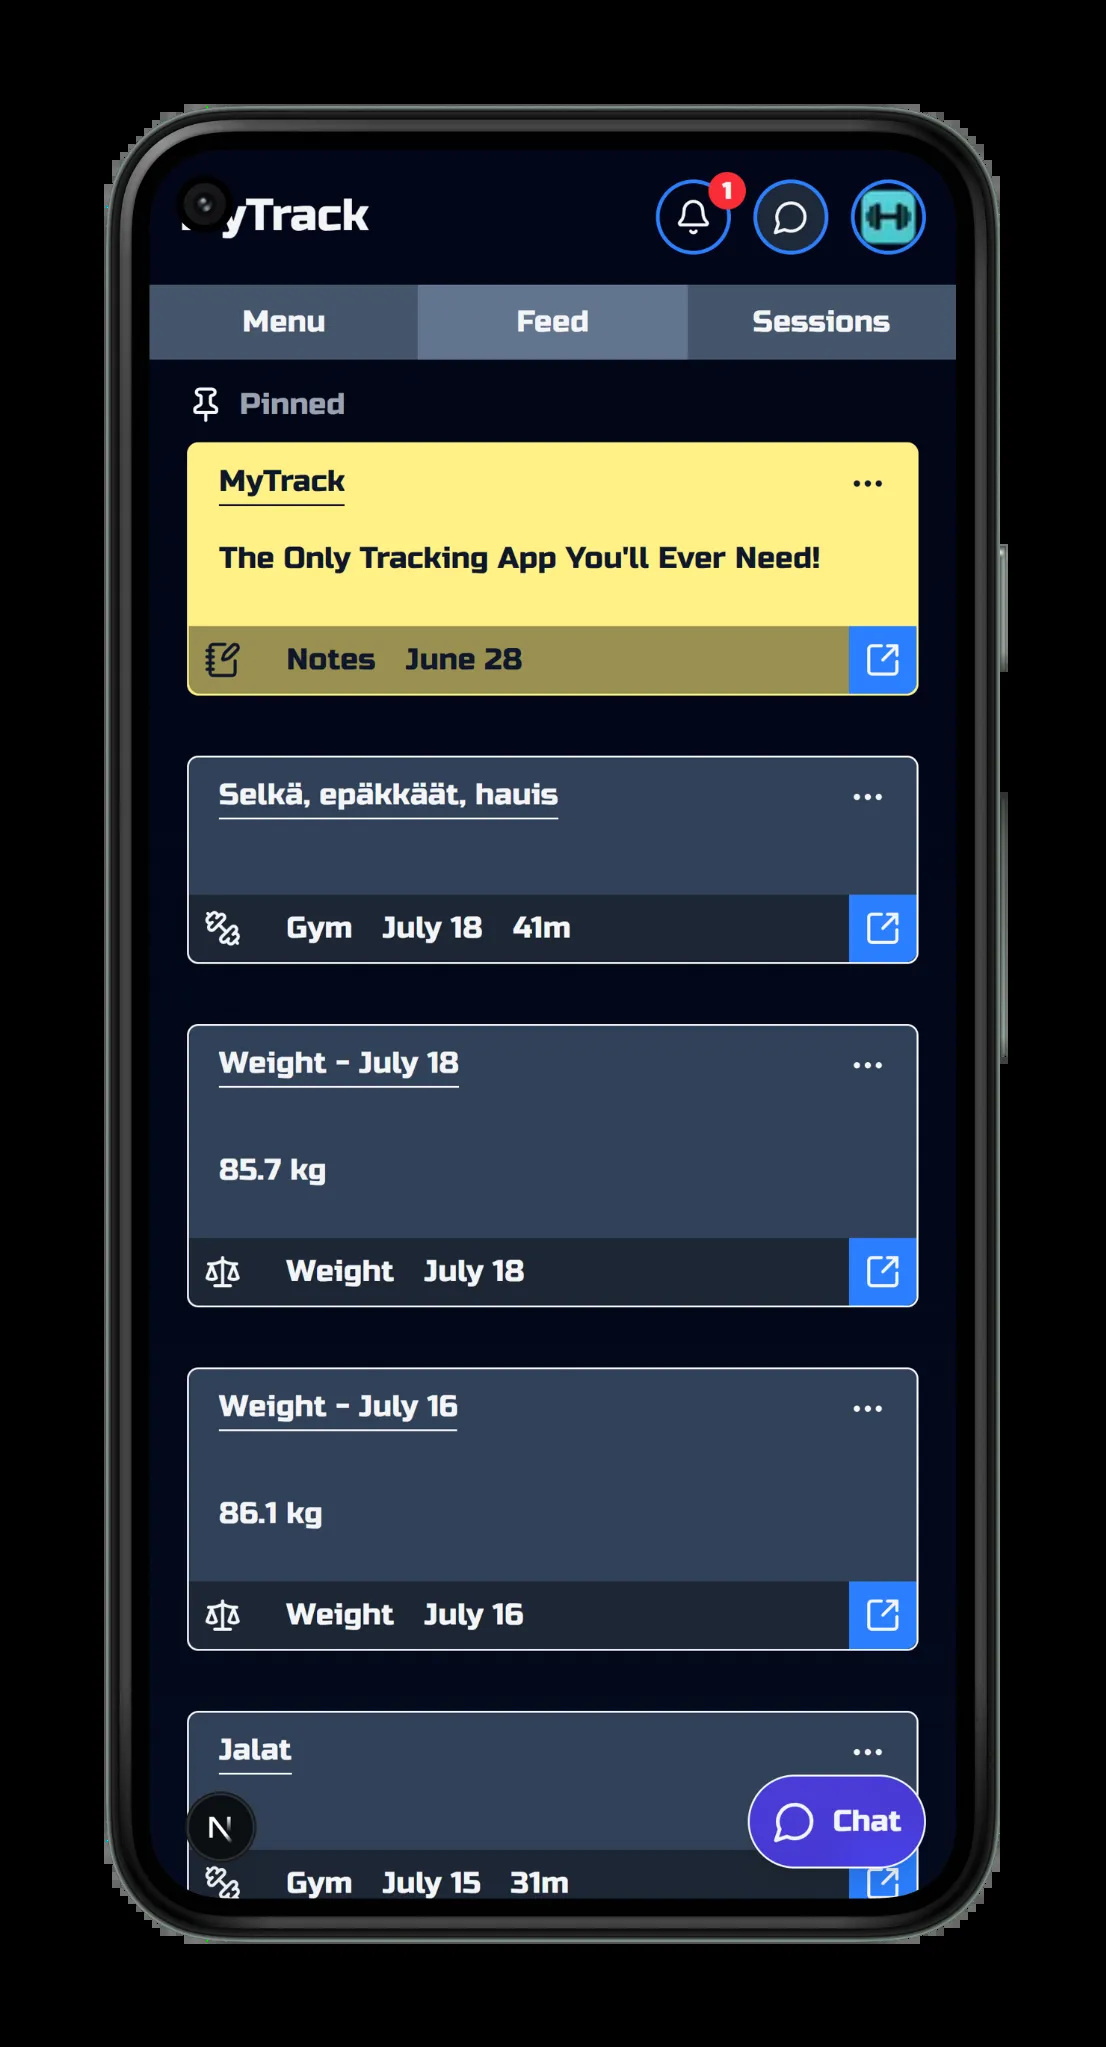 MyTrack
1
Menu
Feed
Sessions
Pinned
MyTrack
The Only Tracking App You'll Ever Need!
Notes June 28
Selkä, epäkkäät, hauis
Gym July 18 41m
Weight - July 18
85.7 kg
Weight July 18
Weight - July 16
86.1 kg
Weight July 16
Jalat
N
Chat
Gym July 15 31m